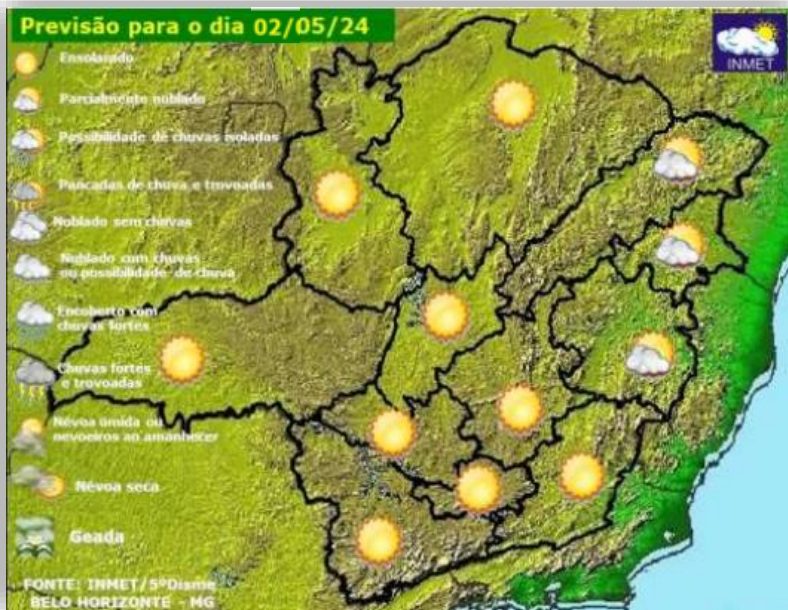 Previsão para o dia 02/05/24
INMET
Ensolarado
Parcialmente noblado
Possibilidade de chuvas isoladas
Pancadas de chuva e trovoadas
Noblado sem chuvas
Nublado com chuvas
ou possibilidade de chuva
Encoberto com
chuvas fortes
Chuvas fortes
e trovoadas
Névoa úmida ou
nevoeiros ao amanhecer
Névoa seca
Geada
FONTE: INMET/5ºDisme
BELO HORIZONTE - MG